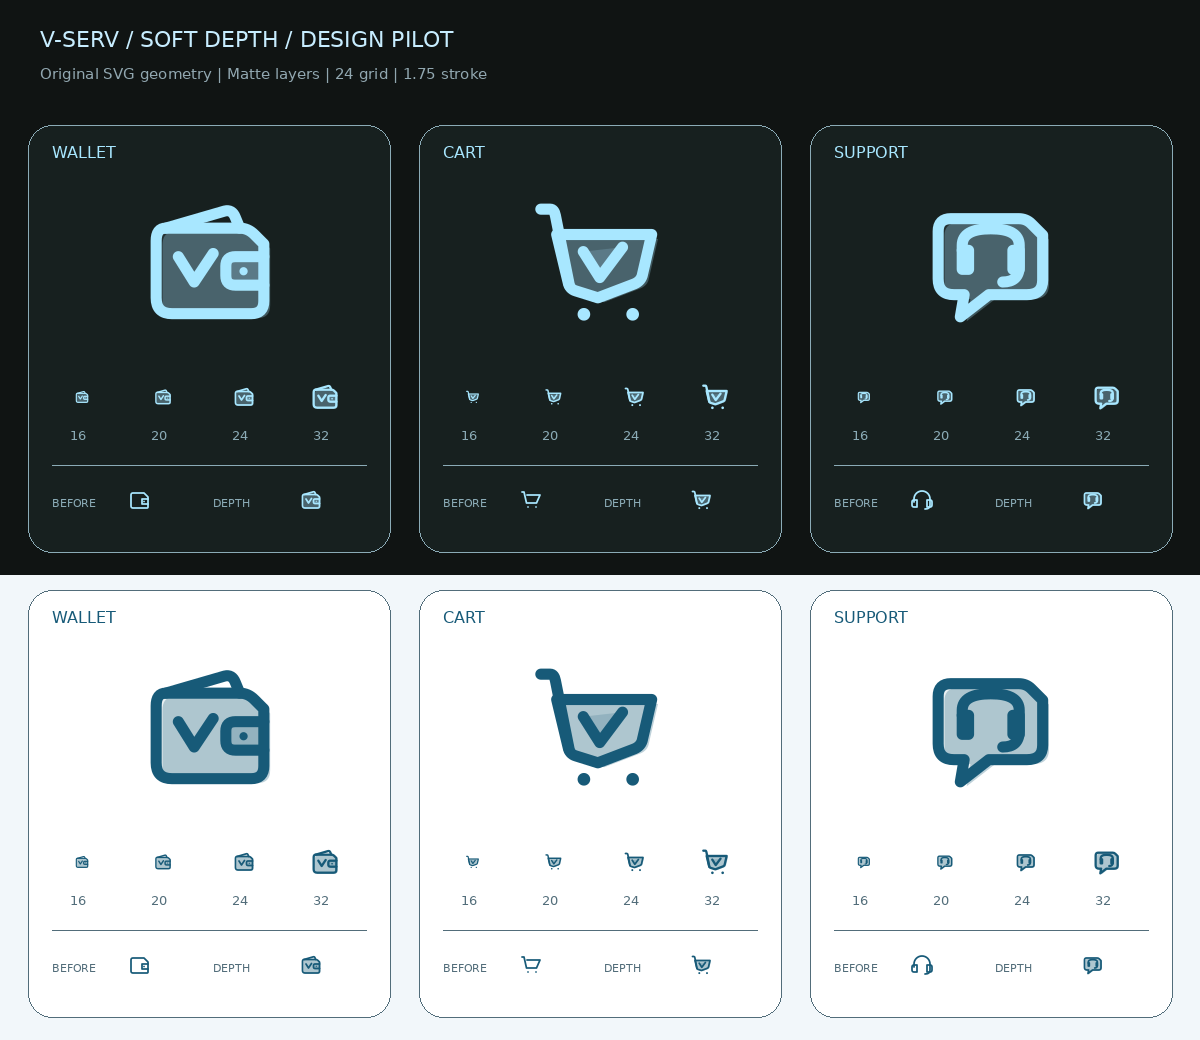 V-SERV / SOFT DEPTH / DESIGN PILOT
Original SVG geometry | Matte layers | 24 grid | 1.75 stroke
WALLET
16 20 24 32
BEFORE DEPTH
CART
16 20 24 32
BEFORE DEPTH
SUPPORT
16 20 24 32
BEFORE DEPTH
WALLET
16 20 24 32
BEFORE DEPTH
CART
16 20 24 32
BEFORE DEPTH
SUPPORT
16 20 24 32
BEFORE DEPTH